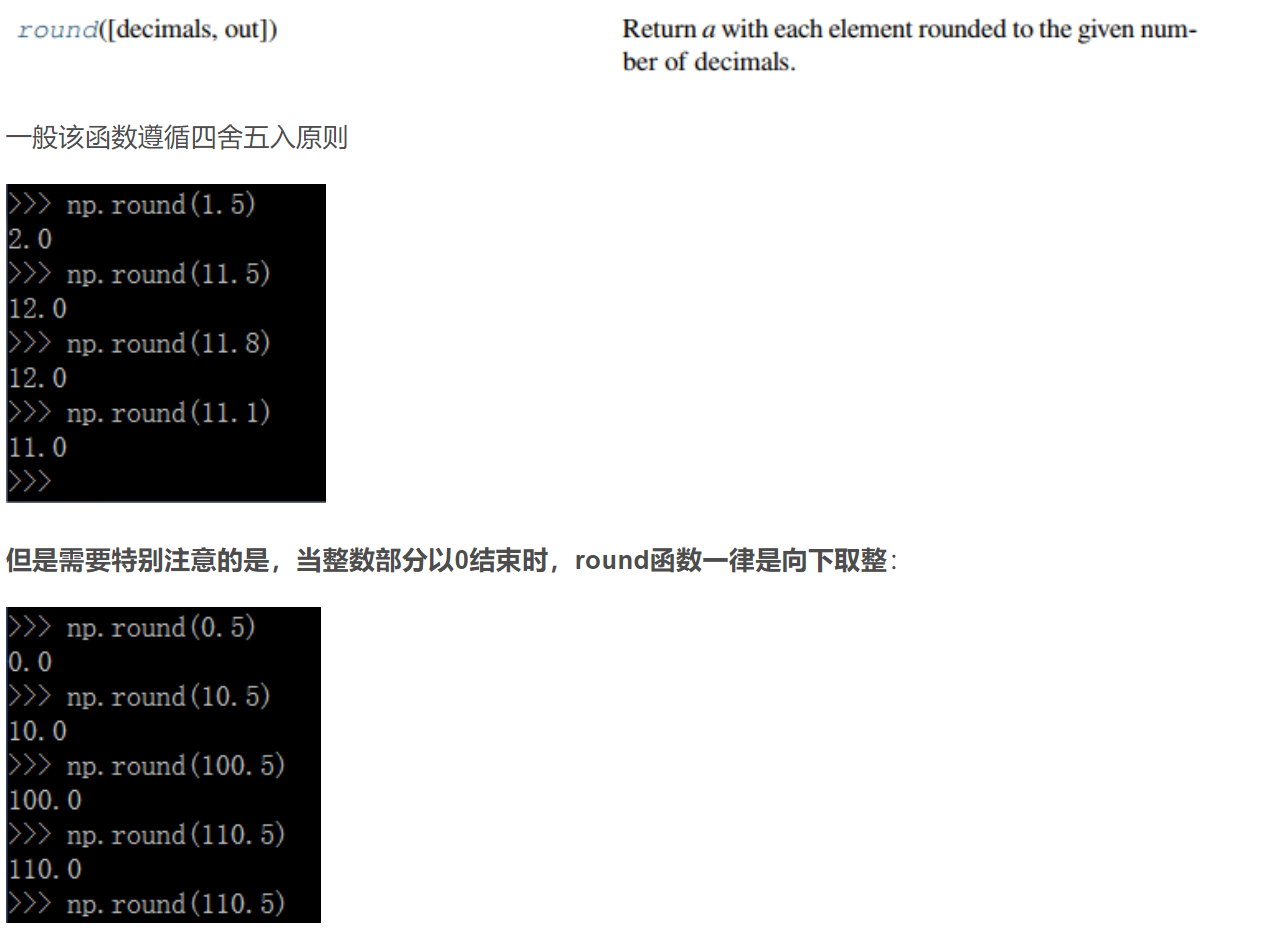 round([decimals, out])
Return a with each element rounded to the given num-
ber of decimals.
一般该函数遵循四舍五入原则
>>> np.round(1.5)
2.0
>>> np.round(11.5)
12.0
>>> np.round(11.8)
12.0
>>> np.round(11.1)
11.0
>>>
但是需要特别注意的是，当整数部分以0结束时，round函数一律是向下取整：
>>> np.round(0.5)
0.0
>>> np.round(10.5)
10.0
>>> np.round(100.5)
100.0
>>> np.round(110.5)
110.0
>>> np.round(110.5)